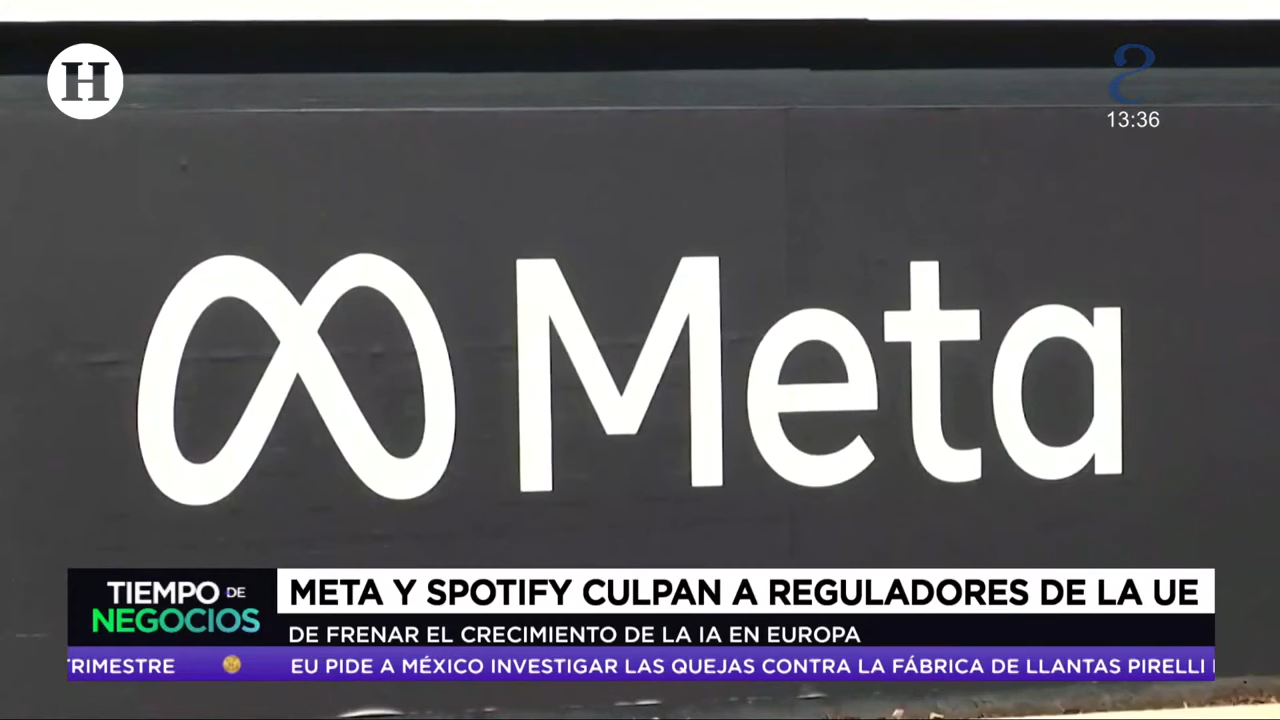 H
13:36
Meta
TIEMPO DE NEGOCIOS
META Y SPOTIFY CULPAN A REGULADORES DE LA UE
DE FRENAR EL CRECIMIENTO DE LA IA EN EUROPA
TRIMESTRE
EU PIDE A MÉXICO INVESTIGAR LAS QUEJAS CONTRA LA FÁBRICA DE LLANTAS PIRELLI